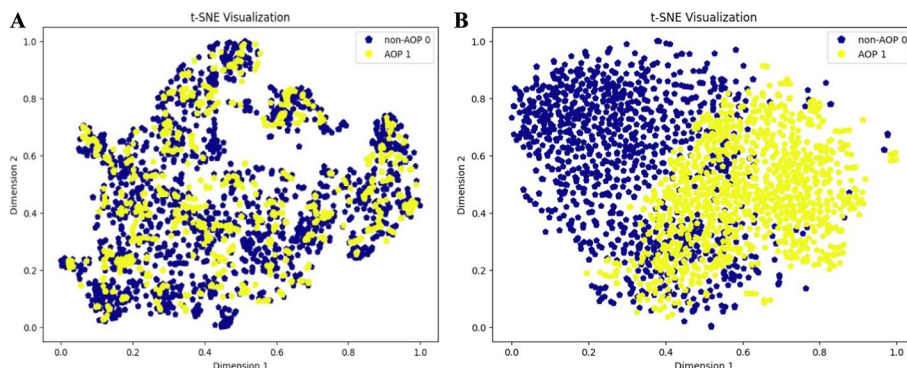 A
t-SNE Visualization
non-AOP 0
AOP 1
1.0
0.8
0.6
0.4
0.2
0.0
Dimension 2
0.0 0.2 0.4 0.6 0.8 1.0
Dimension 1
B
t-SNE Visualization
non-AOP 0
AOP 1
1.0
0.8
0.6
0.4
0.2
0.0
Dimension 2
0.0 0.2 0.4 0.6 0.8 1.0
Dimension 1